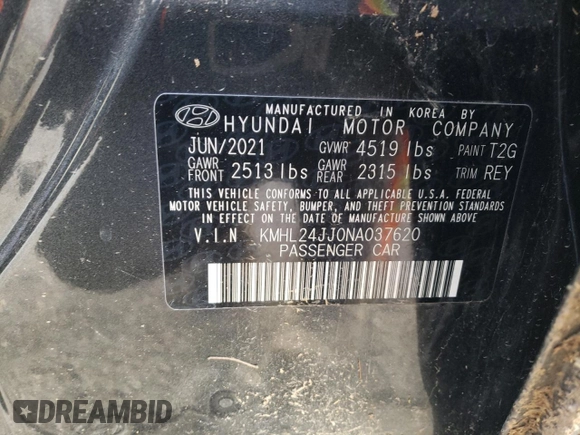 MANUFACTURED IN KOREA BY
HYUNDAI MOTOR COMPANY
JUN/2021 GVWR 4519 lbs PAINT T2G
GAWR FRONT 2513 lbs GAWR REAR 2315 lbs TRIM REY
THIS VEHICLE CONFORMS TO ALL APPLICABLE U.S.A. FEDERAL
MOTOR VEHICLE SAFETY, BUMPER, AND THEFT PREVENTION STANDARDS
IN EFFECT ON THE DATE OF MANUFACTURE SHOWN ABOVE.
V.I.N KMHL24JJ0NA037620
PASSENGER CAR
DREAMBID